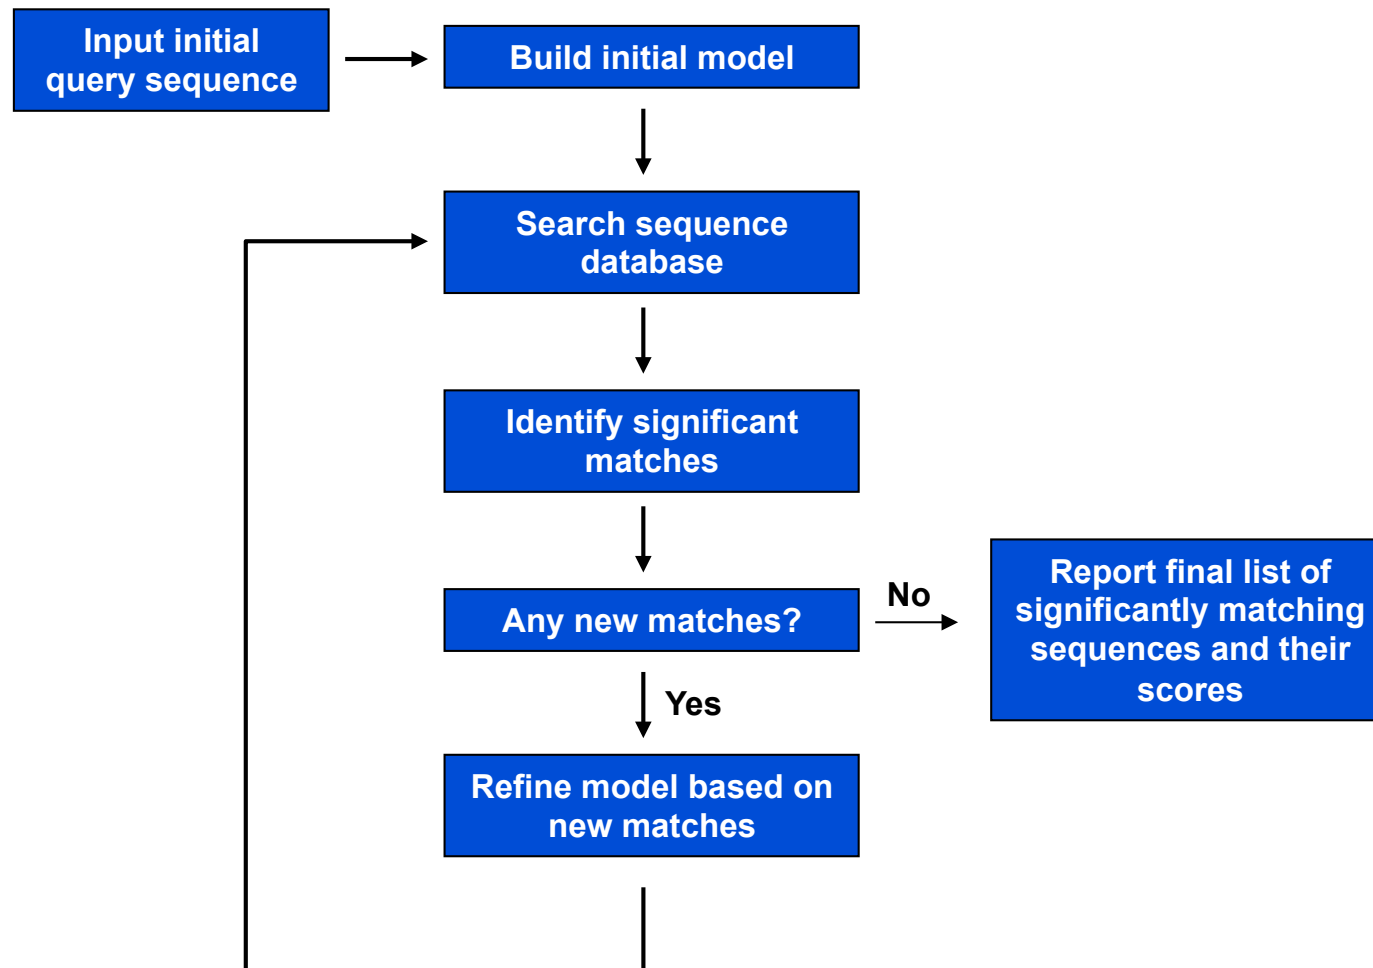 Input initial
query sequence
Build initial model
Search sequence
database
Identify significant
matches
Any new matches?
No
Report final list of
significantly matching
sequences and their
scores
Yes
Refine model based on
new matches